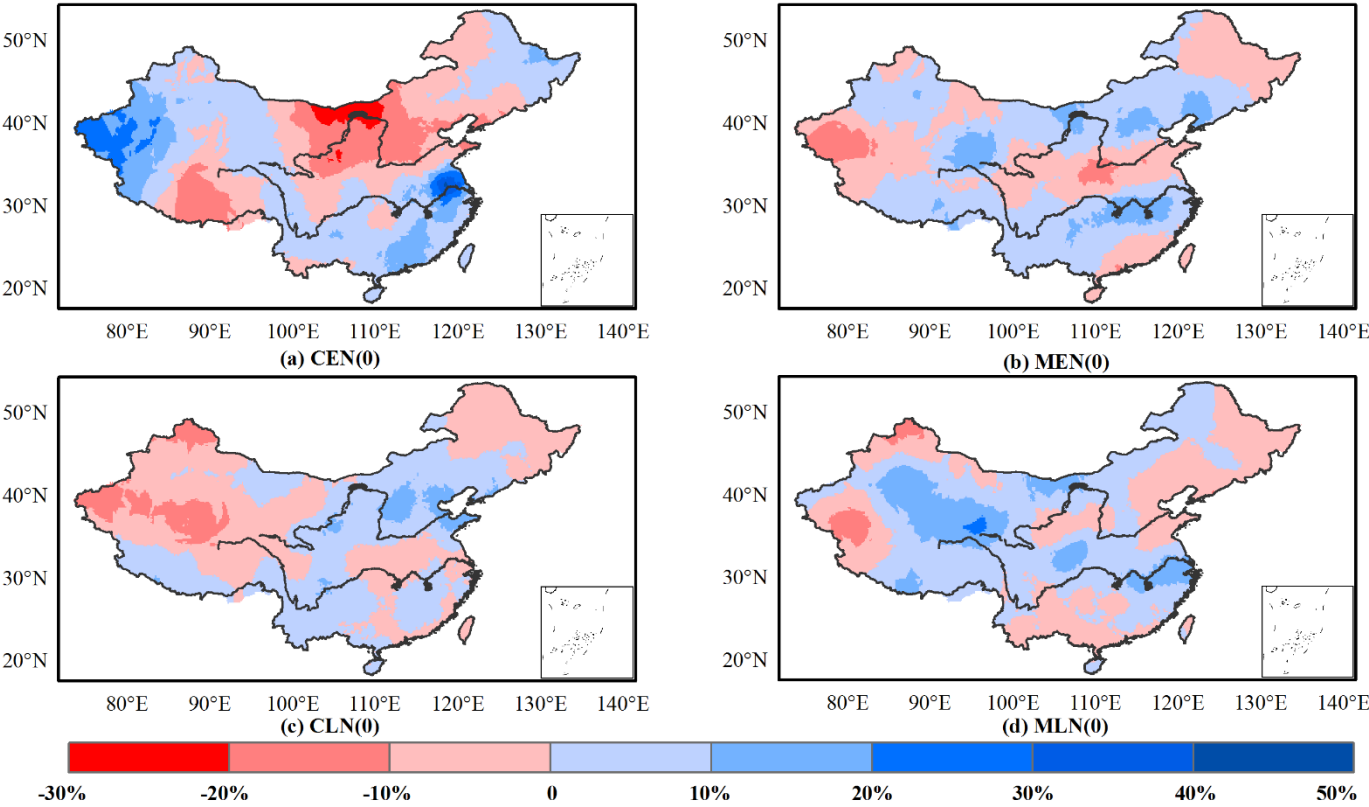 50°N
40°N
30°N
20°N
80°E 90°E 100°E 110°E 120°E 130°E 140°E
(a) CEN(0)
50°N
40°N
30°N
20°N
80°E 90°E 100°E 110°E 120°E 130°E 140°E
(b) MEN(0)
50°N
40°N
30°N
20°N
80°E 90°E 100°E 110°E 120°E 130°E 140°E
(c) CLN(0)
50°N
40°N
30°N
20°N
80°E 90°E 100°E 110°E 120°E 130°E 140°E
(d) MLN(0)
-30% -20% -10% 0 10% 20% 30% 40% 50%